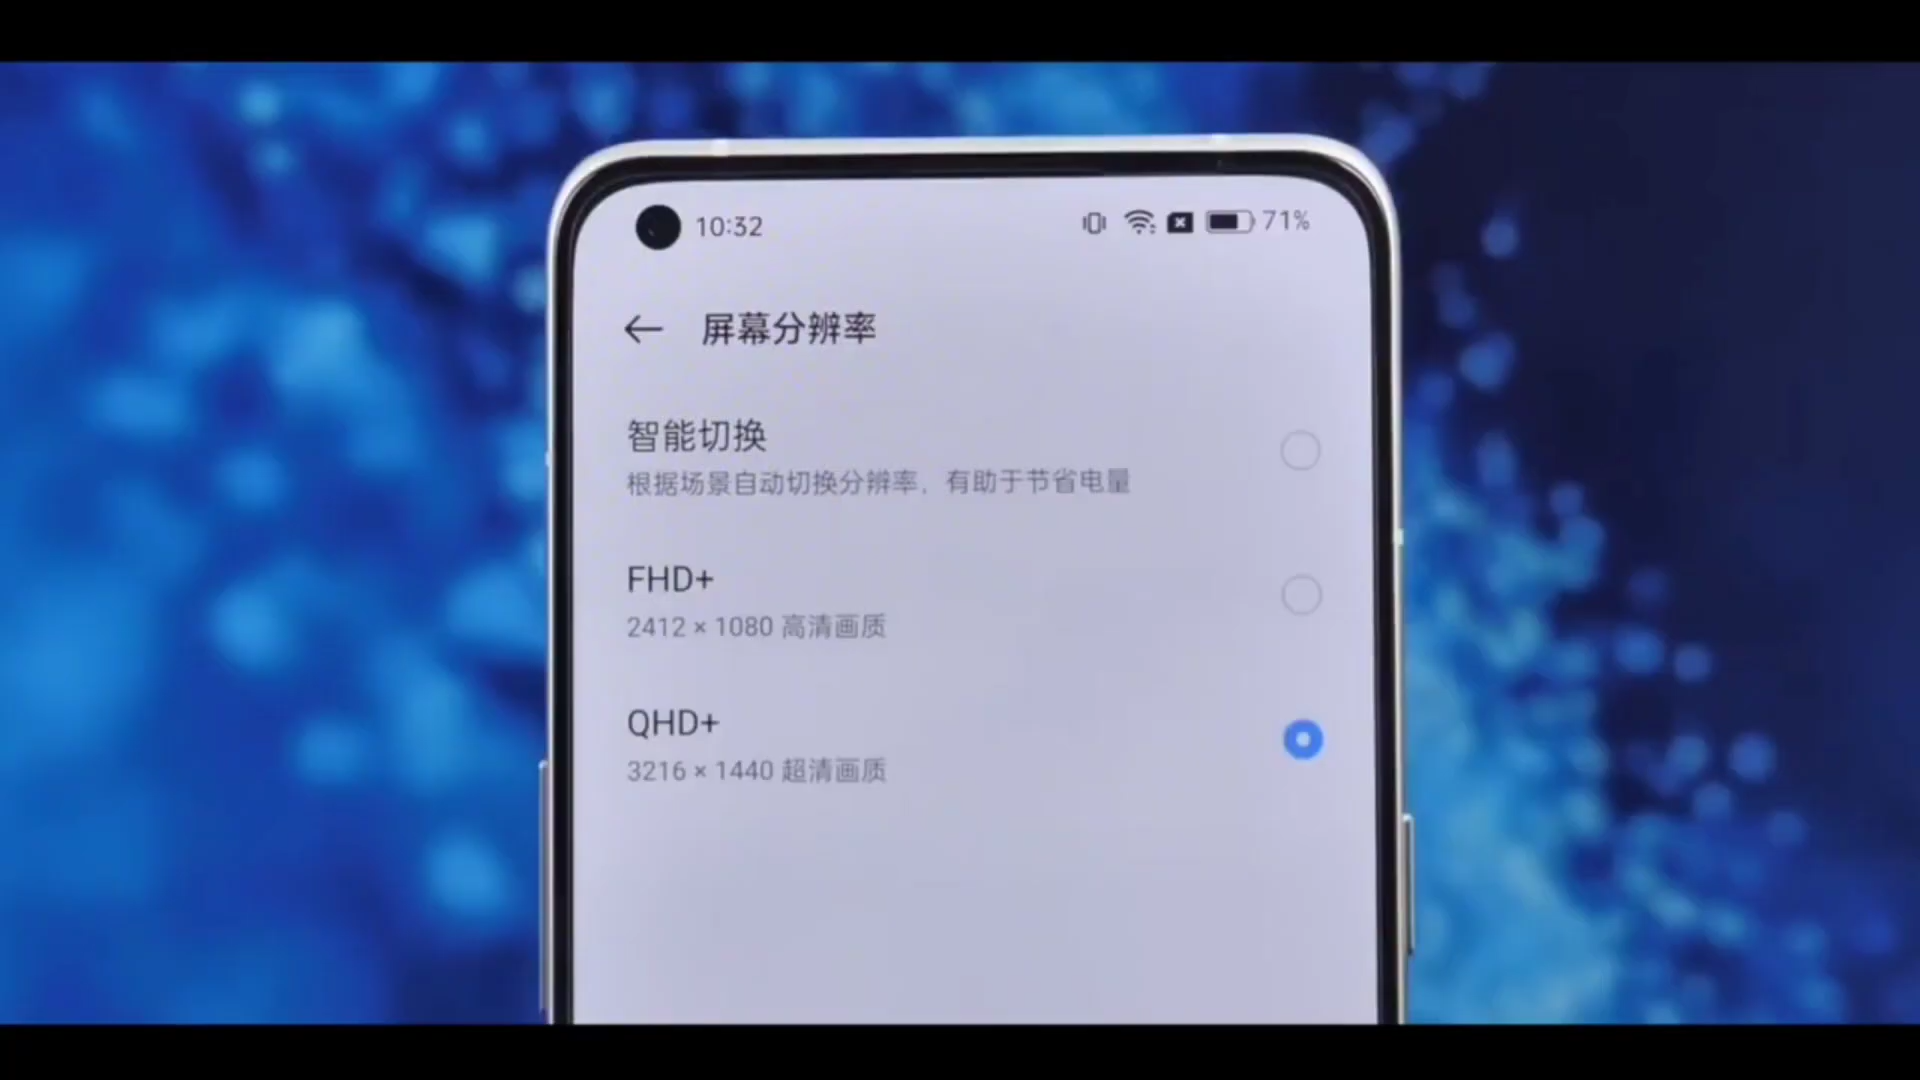 10:32
71%
屏幕分辨率
智能切换
根据场景自动切换分辨率，有助于节省电量
FHD+
2412 × 1080 高清画质
QHD+
3216 × 1440 超清画质